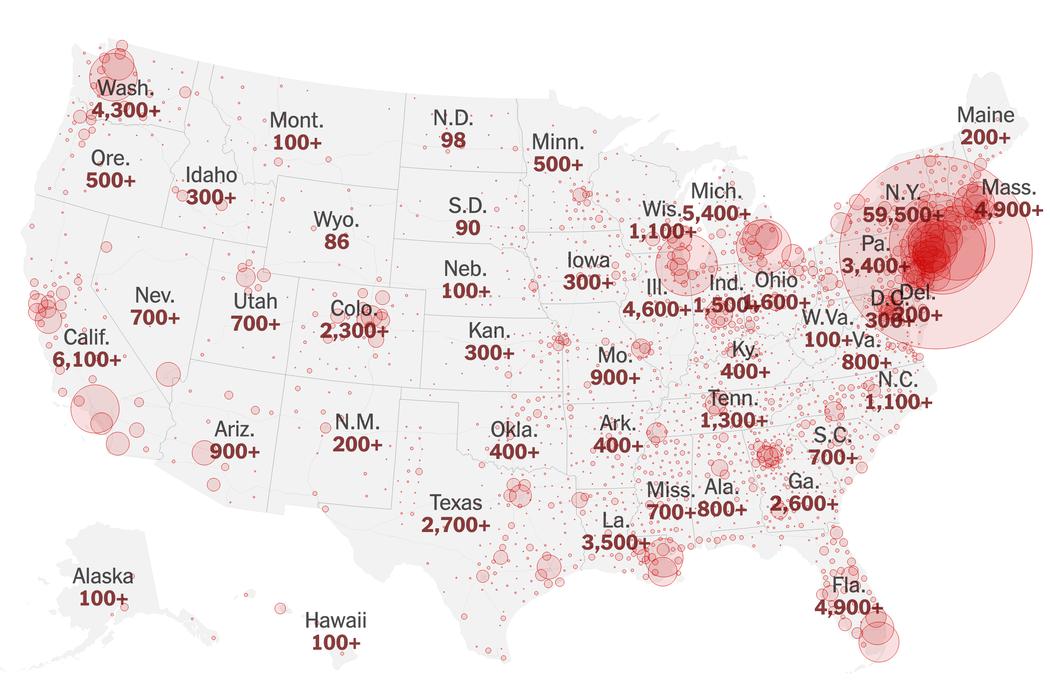 Wash.
4,300+
Ore.
500+
Idaho
300+
Mont.
100+
N.D.
98
Minn.
500+
Maine
200+
Wyo.
86
S.D.
90
Wis.
1,100+
Mich.
5,400+
N.Y.
59,500+
Mass.
4,900+
Nev.
700+
Utah
700+
Colo.
2,300+
Neb.
100+
Iowa
300+
Ill.
4,600+
Ind.
1,500+
Ohio
1,600+
Pa.
3,400+
D.C.
300+
Del.
200+
Calif.
6,100+
Kan.
300+
Mo.
900+
Ky.
400+
W.Va.
100+
Va.
800+
N.C.
1,100+
Ariz.
900+
N.M.
200+
Okla.
400+
Ark.
400+
Tenn.
1,300+
S.C.
700+
Texas
2,700+
La.
3,500+
Miss.
700+
Ala.
800+
Ga.
2,600+
Fla.
4,900+
Alaska
100+
Hawaii
100+